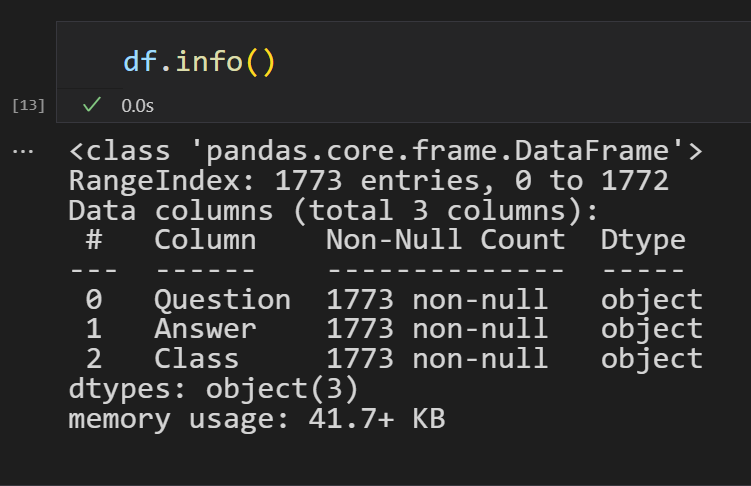 df.info()
[13] ✓ 0.0s
... <class 'pandas.core.frame.DataFrame'>
RangeIndex: 1773 entries, 0 to 1772
Data columns (total 3 columns):
 #   Column    Non-Null Count  Dtype
---  ------    --------------  -----
 0   Question  1773 non-null   object
 1   Answer    1773 non-null   object
 2   Class     1773 non-null   object
dtypes: object(3)
memory usage: 41.7+ KB